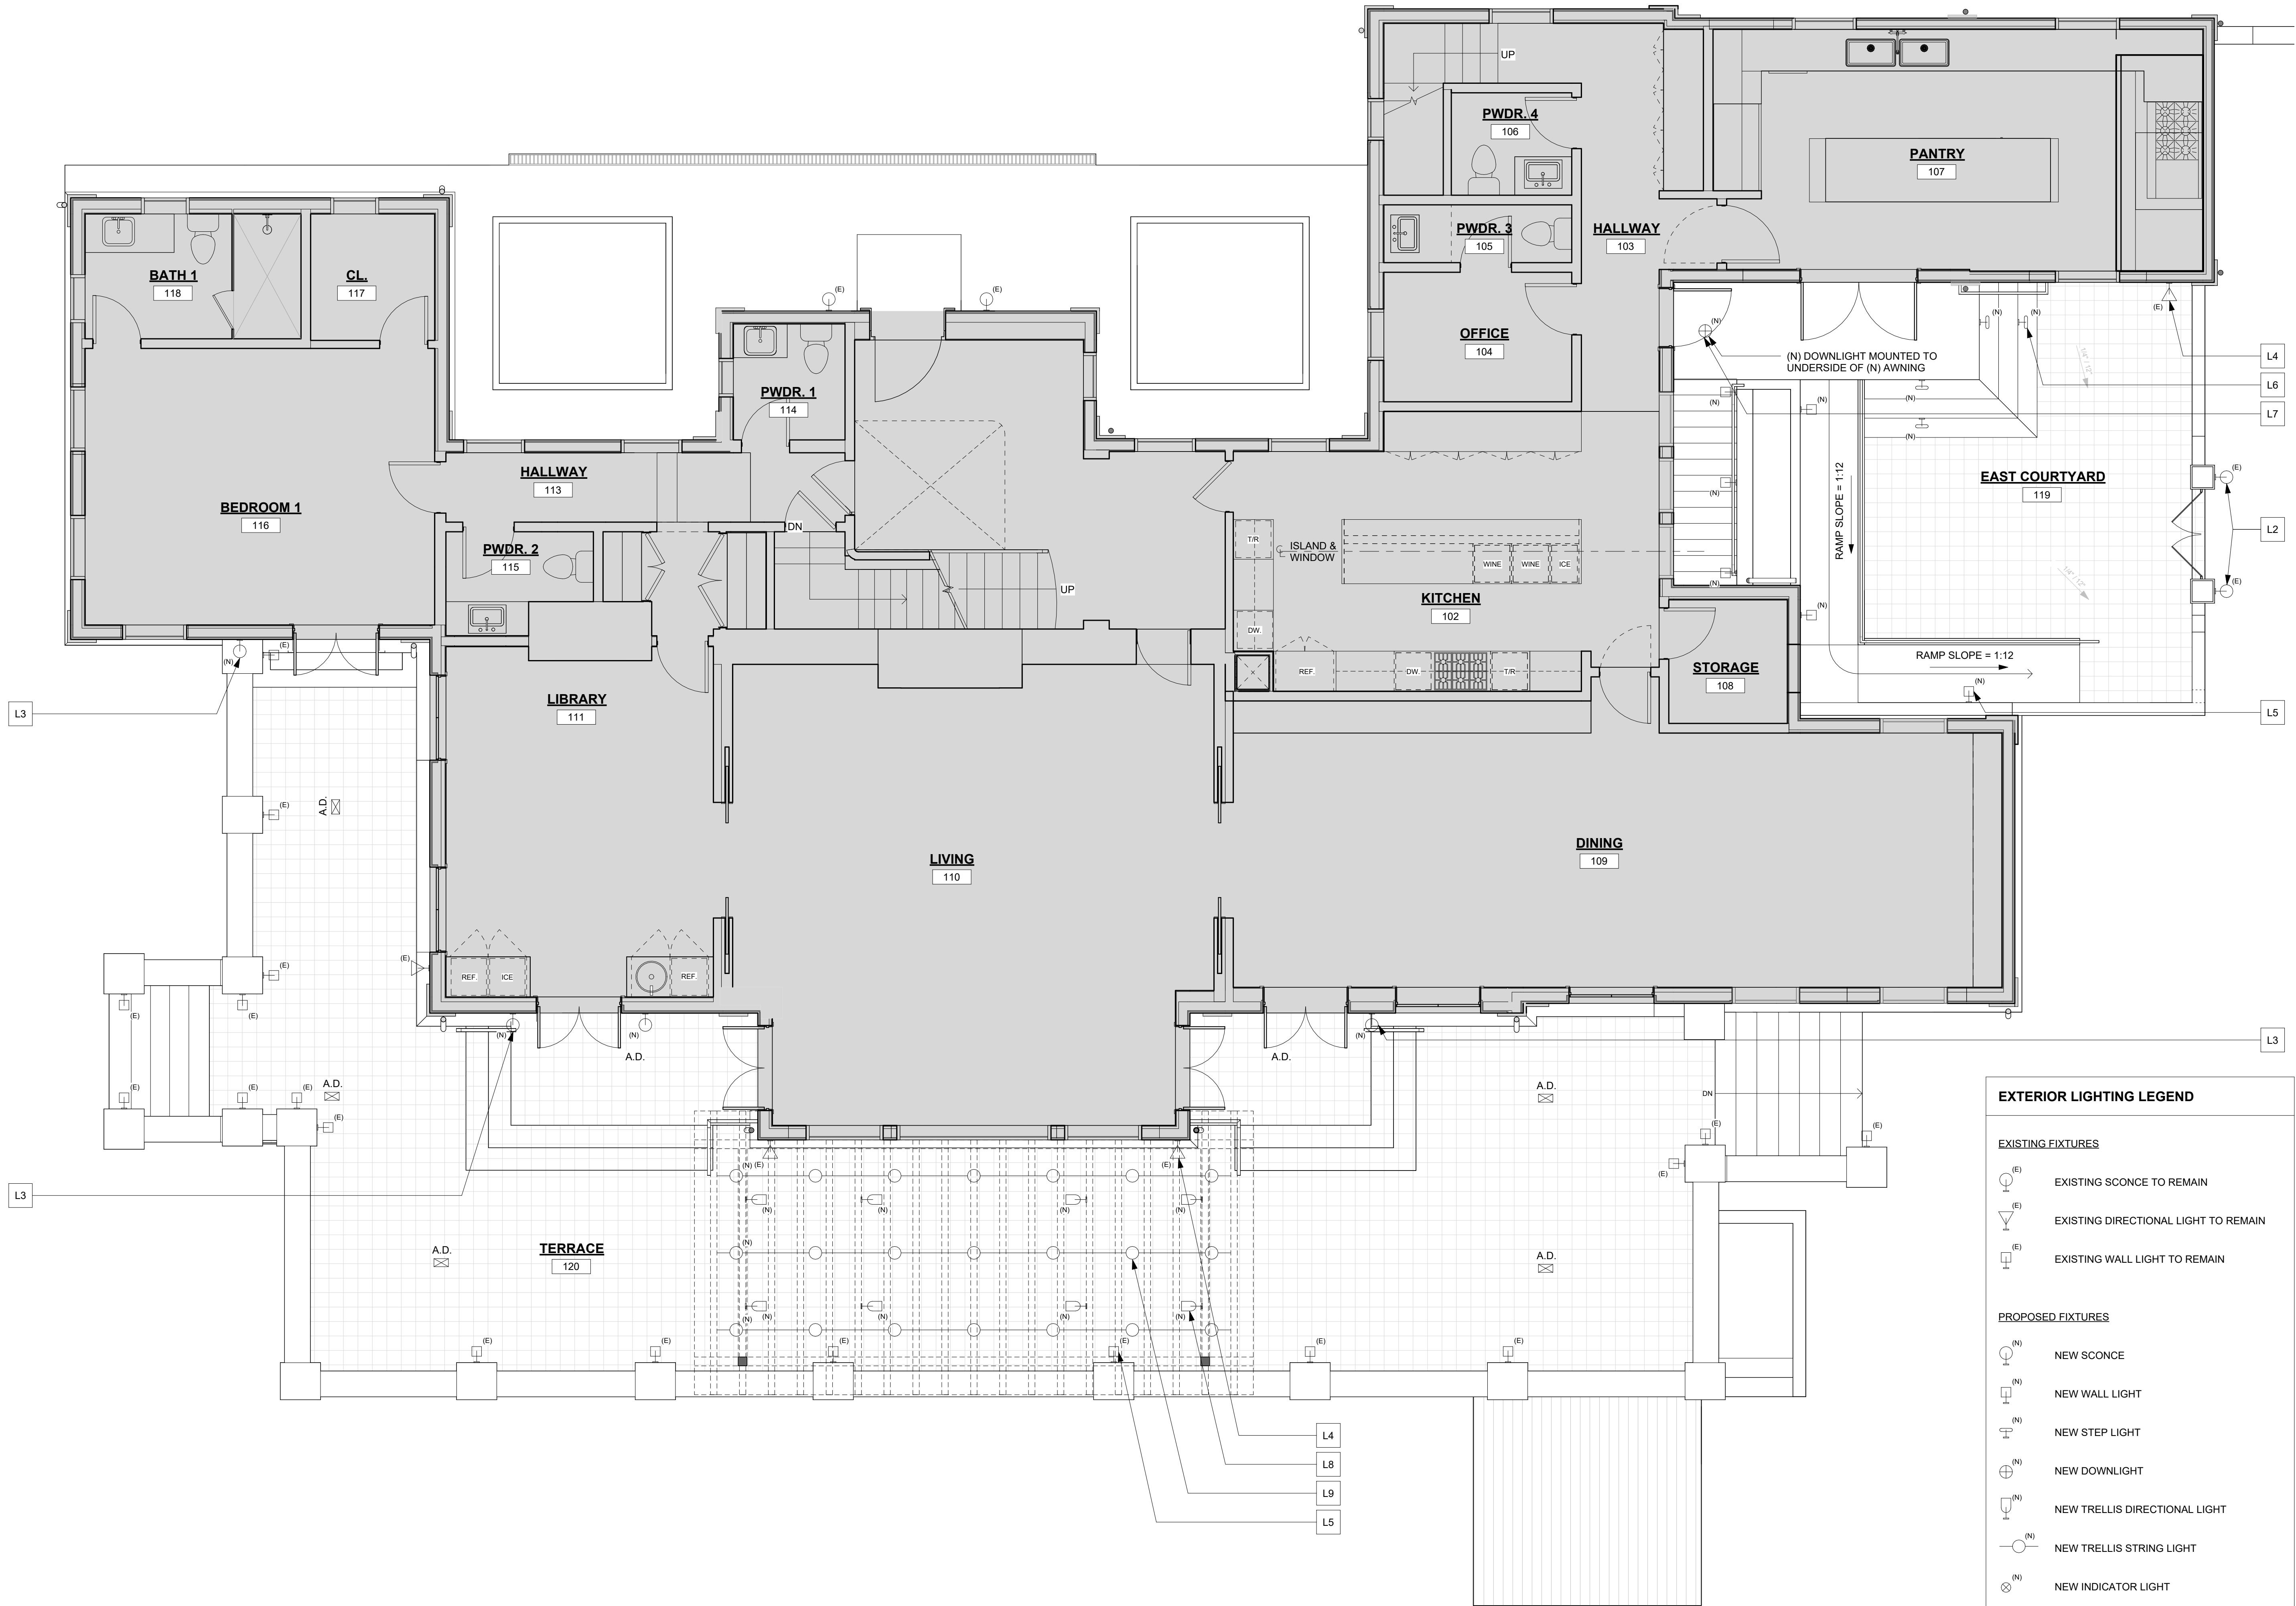 UP
PWDR. 4
106
PANTRY
107
PWDR. 3
105
HALLWAY
103
BATH 1
118
CL.
117
(E)
(E)
OFFICE
104
(N)
(N) DOWNLIGHT MOUNTED TO
UNDERSIDE OF (N) AWNING
(N)
(N)
(E)
1/4" / 12"
L4
L6
L7
PWDR. 1
114
(N)
(N)
(N)
(N)
HALLWAY
113
BEDROOM 1
116
EAST COURTYARD
119
RAMP SLOPE = 1:12
(E)
L2
(E)
(N)
DN
PWDR. 2
115
T/R
ISLAND &
WINDOW
WINE
WINE
ICE
1/4" / 12"
UP
(N)
(N)
KITCHEN
102
DW.
REF.
DW.
T/R
STORAGE
108
RAMP SLOPE = 1:12
(N)
L5
(E)
(N)
L3
LIBRARY
111
A.D.
(E)
LIVING
110
DINING
109
(E)
(E)
REF.
ICE
REF.
(E)
(E)
(N)
(N)
(N)
A.D.
A.D.
L3
(E)
(E)
(E)
(E)
A.D.
A.D.
DN
(E)
(E)
(E)
(N)
(E)
(E)
L3
(N)
(N)
(N)
(N)
TERRACE
120
A.D.
(N)
A.D.
(N)
(N)
(N)
(N)
(N)
(E)
(E)
(E)
(E)
(E)
(E)
L4
L8
L9
L5
EXTERIOR LIGHTING LEGEND
EXISTING FIXTURES
(E)
EXISTING SCONCE TO REMAIN
(E)
EXISTING DIRECTIONAL LIGHT TO REMAIN
(E)
EXISTING WALL LIGHT TO REMAIN
PROPOSED FIXTURES
(N)
NEW SCONCE
(N)
NEW WALL LIGHT
(N)
NEW STEP LIGHT
(N)
NEW DOWNLIGHT
(N)
NEW TRELLIS DIRECTIONAL LIGHT
(N)
NEW TRELLIS STRING LIGHT
(N)
NEW INDICATOR LIGHT